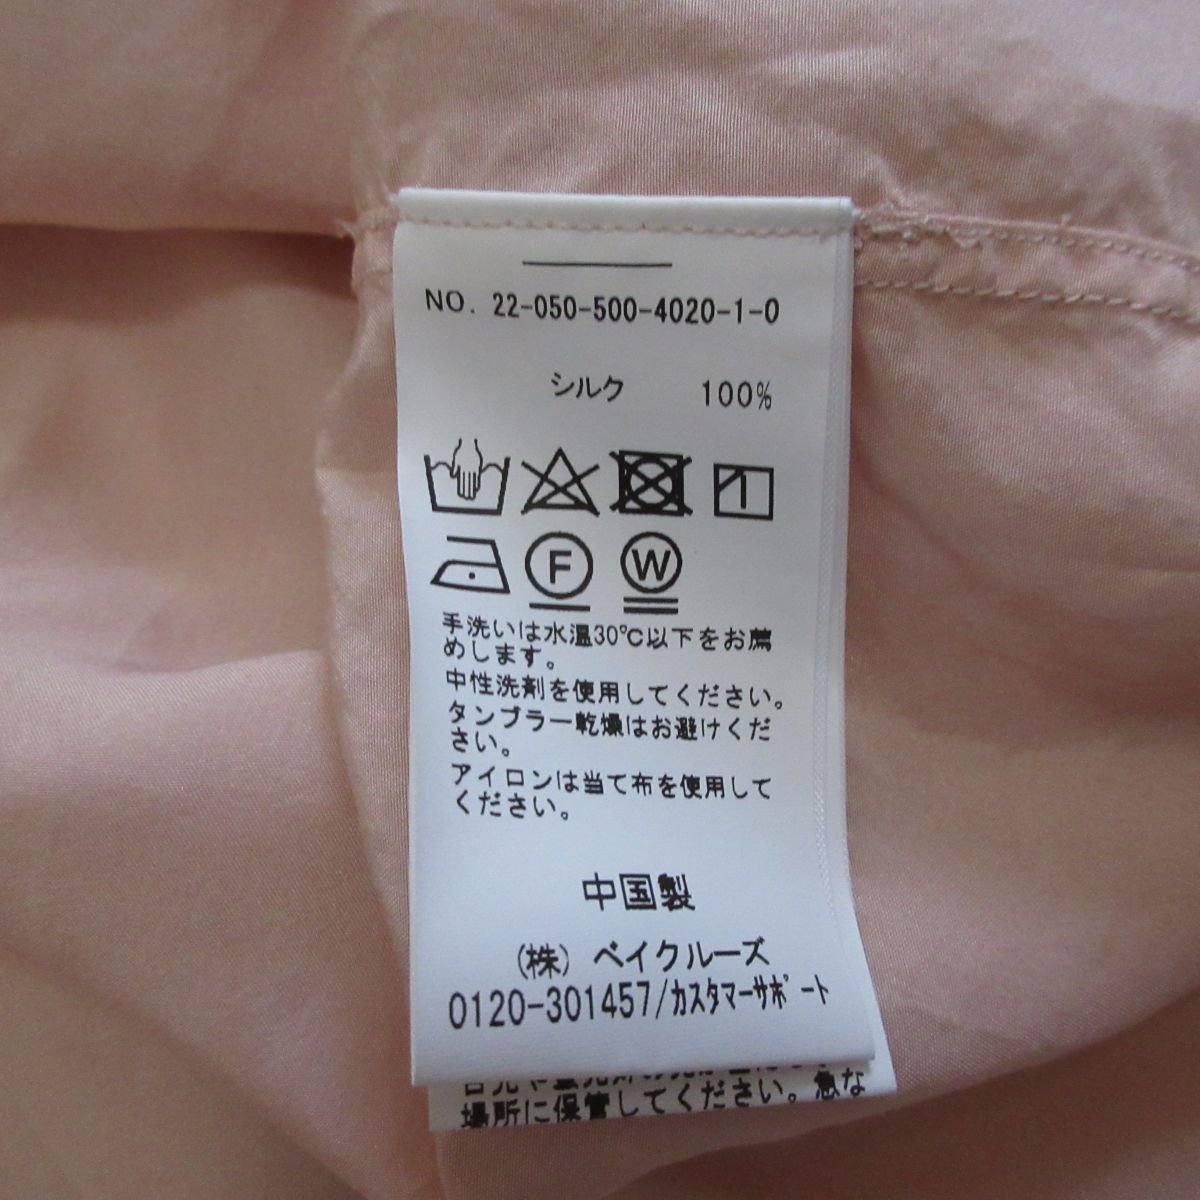 NO. 22-050-500-4020-1-0
シルク 100%
F W
手洗いは水温30℃以下をお薦
めします。
中性洗剤を使用してください。
タンブラー乾燥はお避けくだ
さい。
アイロンは当て布を使用して
ください。
中国製
(株) ベイクルーズ
0120-301457/カスタマーサポート
場所に保管してください。急な